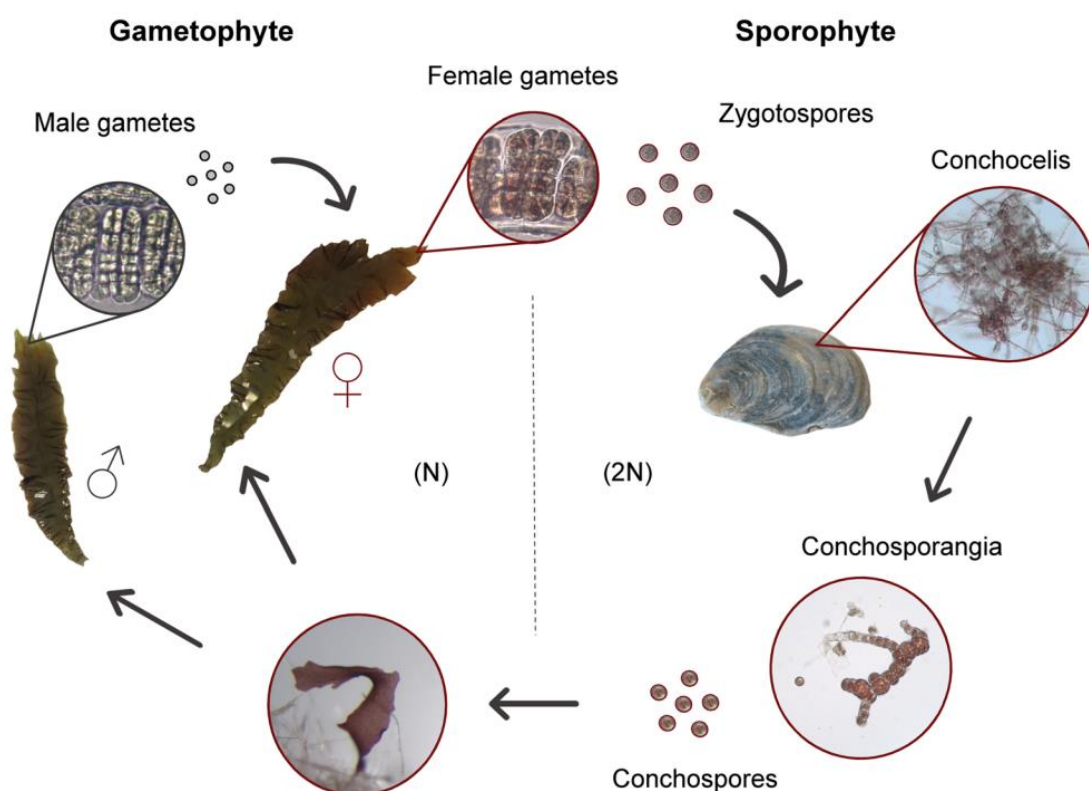 Gametophyte
Sporophyte
Female gametes
Male gametes
Zygotospores
Conchocelis
♀
♂
(N)
(2N)
Conchosporangia
Conchospores